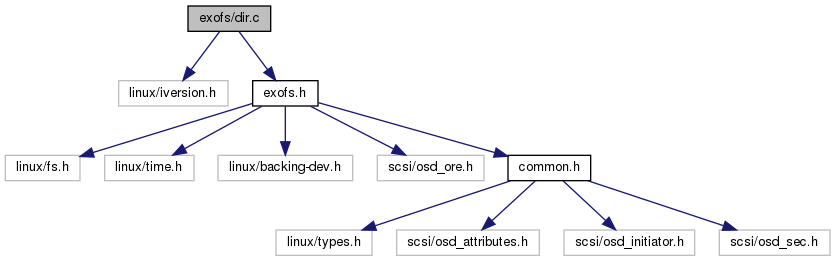 exofs/dir.c
linux/iversion.h
exofs.h
linux/fs.h
linux/time.h
linux/backing-dev.h
scsi/osd_ore.h
common.h
linux/types.h
scsi/osd_attributes.h
scsi/osd_initiator.h
scsi/osd_sec.h